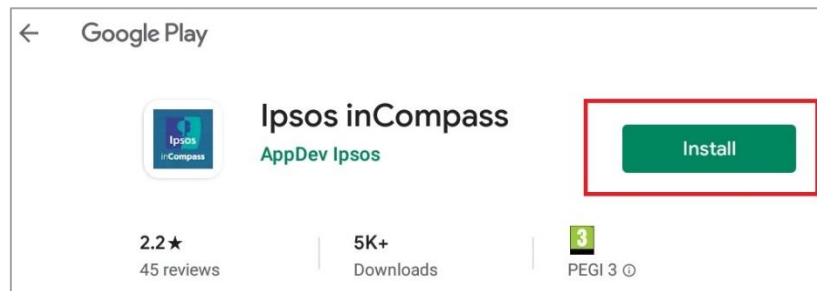 Google Play
Ipsos
inCompass
Ipsos inCompass
AppDev Ipsos
Install
2.2★
45 reviews
5K+
Downloads
3
PEGI 3